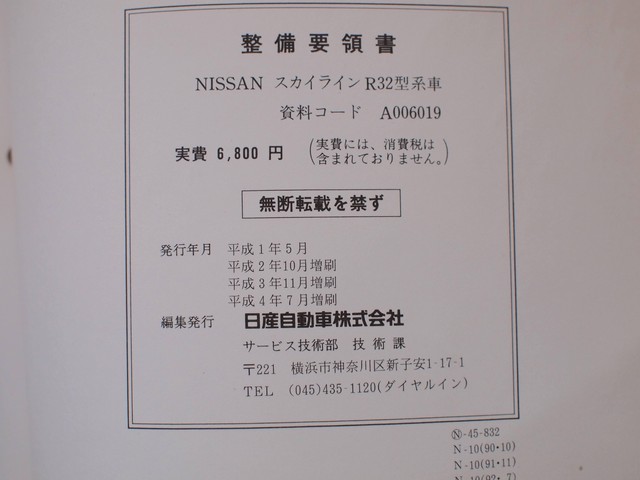 整備要領書
NISSAN スカイライン R32型系車
資料コード A006019
実費 6,800 円 (実費には、消費税は
含まれておりません。)
無断転載を禁ず
発行年月 平成1年5月
平成2年10月増刷
平成3年11月増刷
平成4年7月増刷
編集発行 日産自動車株式会社
サービス技術部 技術課
〒221 横浜市神奈川区新子安1-17-1
TEL (045)435-1120(ダイヤルイン)
Ⓝ-45-832
N-10(90・10)
N-10(91・11)
N-10(92・7)